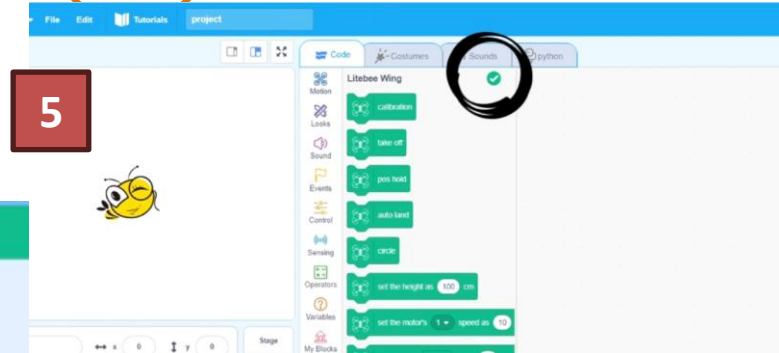 File Edit Tutorials project
Code Costumes Sounds python
5
Litebee Wing
Motion
calibration
Looks
take off
Sound
pos hold
Events
auto land
Control
circle
Sensing
set the height as 100 cm
Operators
set the motor's 1 speed as 10
Variables
My Blocks
x 0 y 0 Stage